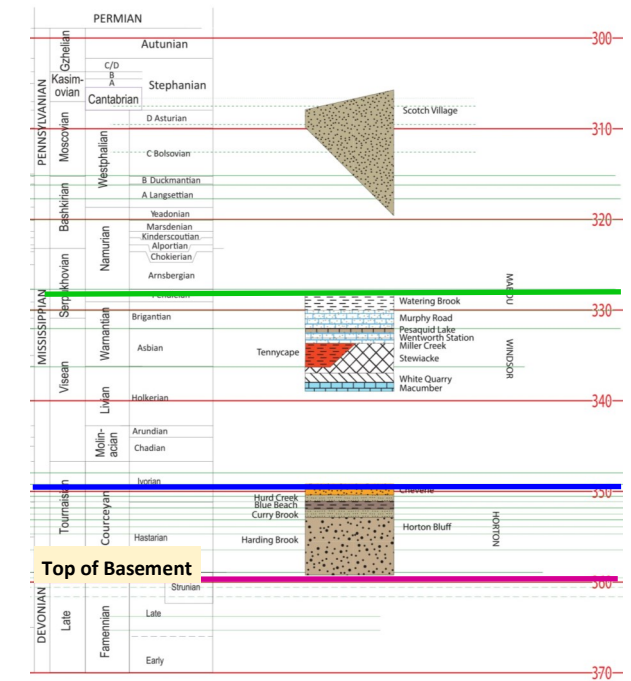 PERMIAN
Gzhelian
Autunian
300
C/D
B
A
Kasim-
ovian
Stephanian
Cantabrian
PENNSYLVANIAN
Scotch Village
D Asturian
310
Moscovian
Westphalian
C Bolsovian
B Duckmantian
A Langsettian
Bashkirian
Yeadonian
320
Marsdenian
Kinderscoutian
Alportian
Chokierian
Namurian
Arnsbergian
Serpukhovian
MABOU
Pendleian
Watering Brook
330
MISSISSIPPIAN
Brigantian
Murphy Road
Pesaquid Lake
Wentworth Station
Miller Creek
Warnantian
Asbian
Tennycape
Stewiacke
WINDSOR
Visean
White Quarry
Macumber
Livian
Holkerian
340
Molin-
acian
Arundian
Chadian
Ivorian
350
Cheverie
Hurd Creek
Blue Beach
Curry Brook
Tournaisian
Courceyan
Horton Bluff
HORTON
Hastarian
Harding Brook
Top of Basement
360
Strunian
DEVONIAN
Late
Famennian
Late
Early
370